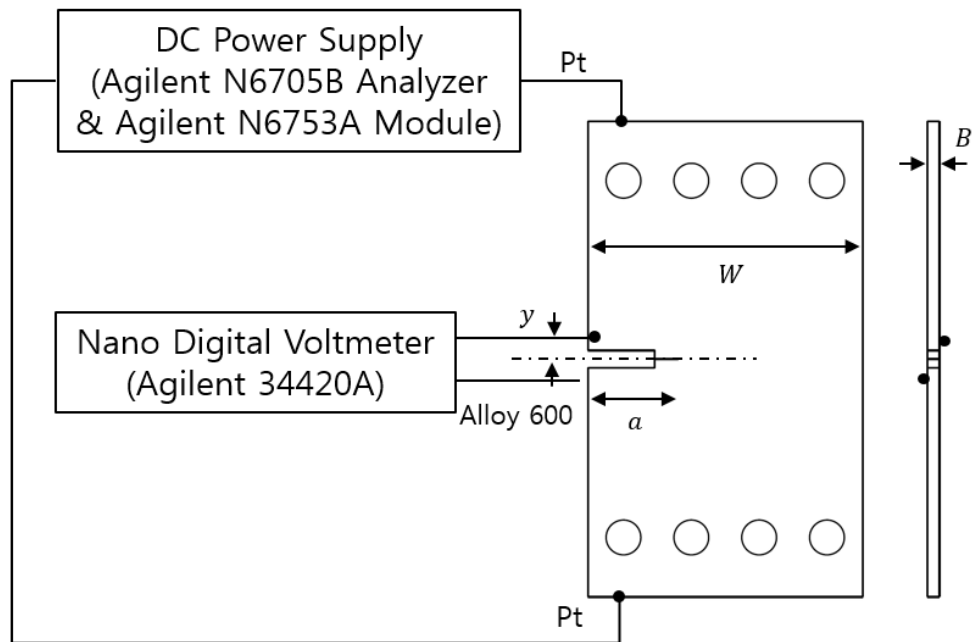 DC Power Supply
(Agilent N6705B Analyzer
& Agilent N6753A Module)
Pt
B
W
y
Nano Digital Voltmeter
(Agilent 34420A)
Alloy 600
a
Pt